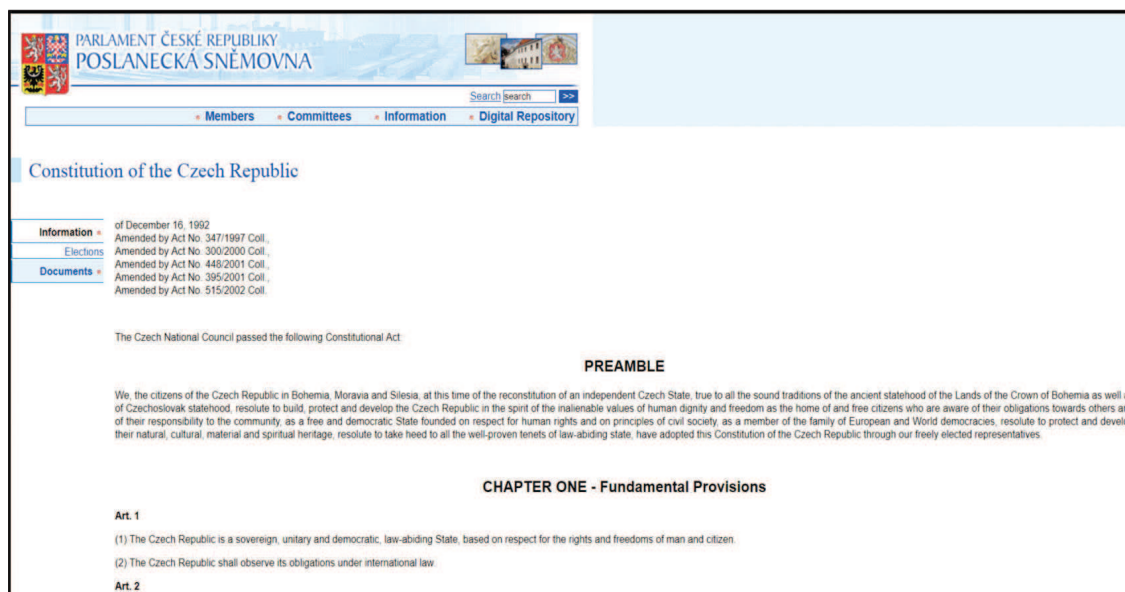 PARLAMENT ČESKÉ REPUBLIKY
POSLANECKÁ SNĚMOVNA
Search search >>
Members Committees Information Digital Repository
Constitution of the Czech Republic
Information
Elections
Documents
of December 16, 1992
Amended by Act No. 347/1997 Coll.,
Amended by Act No. 300/2000 Coll.,
Amended by Act No. 448/2001 Coll.,
Amended by Act No. 395/2001 Coll.,
Amended by Act No. 515/2002 Coll.
The Czech National Council passed the following Constitutional Act:
PREAMBLE
We, the citizens of the Czech Republic in Bohemia, Moravia and Silesia, at this time of the reconstitution of an independent Czech State, true to all the sound traditions of the ancient statehood of the Lands of the Crown of Bohemia as well
of Czechoslovak statehood, resolute to build, protect and develop the Czech Republic in the spirit of the inalienable values of human dignity and freedom as the home of and free citizens who are aware of their obligations towards others
of their responsibility to the community, as a free and democratic State founded on respect for human rights and on principles of civil society, as a member of the family of European and World democracies, resolute to protect and
their natural, cultural, material and spiritual heritage, resolute to take heed to all the well-proven tenets of law-abiding state, have adopted this Constitution of the Czech Republic through our freely elected representatives.
CHAPTER ONE - Fundamental Provisions
Art. 1
(1) The Czech Republic is a sovereign, unitary and democratic, law-abiding State, based on respect for the rights and freedoms of man and citizen.
(2) The Czech Republic shall observe its obligations under international law.
Art. 2